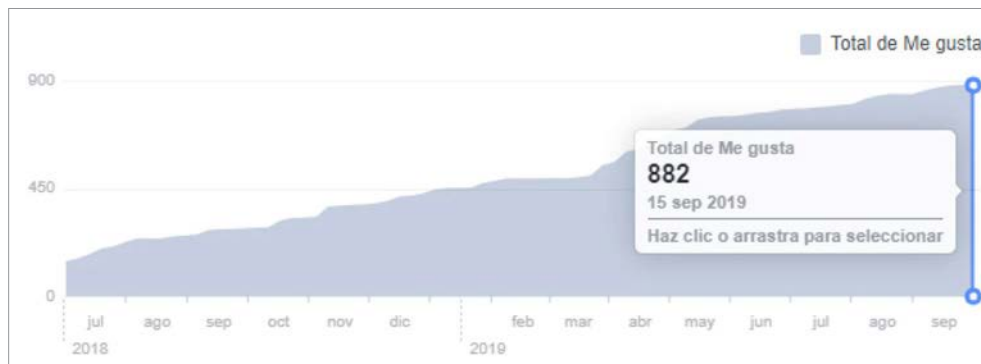 Total de Me gusta
900
450
0
Total de Me gusta
882
15 sep 2019
Haz clic o arrastra para seleccionar
jul ago sep oct nov dic feb mar abr may jun jul ago sep
2018 2019